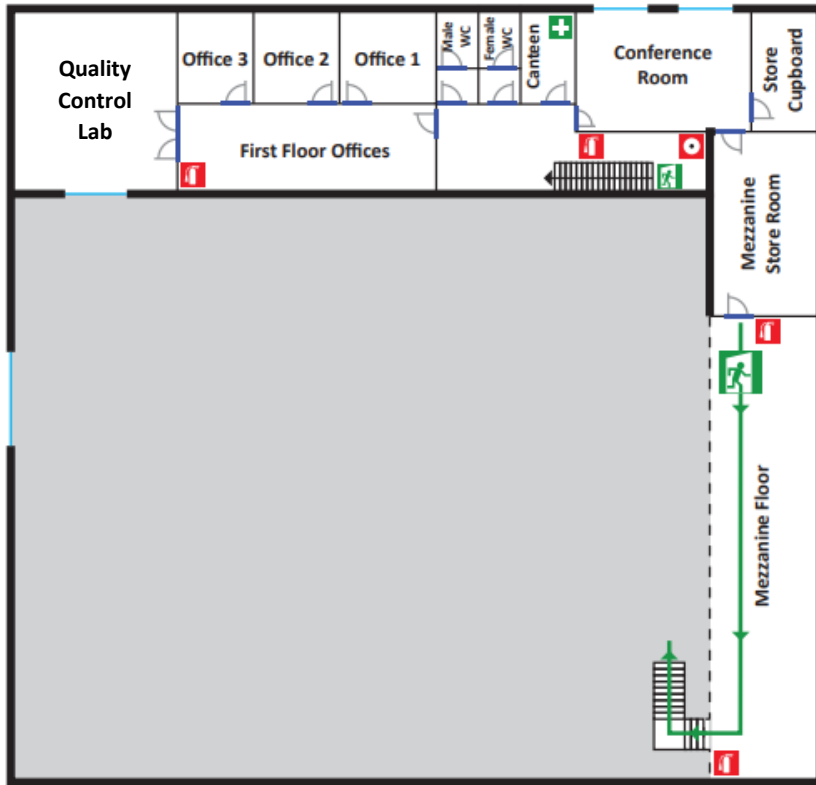 Quality
Control
Lab
Office 3
Office 2
Office 1
Male
WC
Female
WC
Canteen
Conference
Room
Store
Cupboard
First Floor Offices
Mezzanine
Store Room
Mezzanine Floor